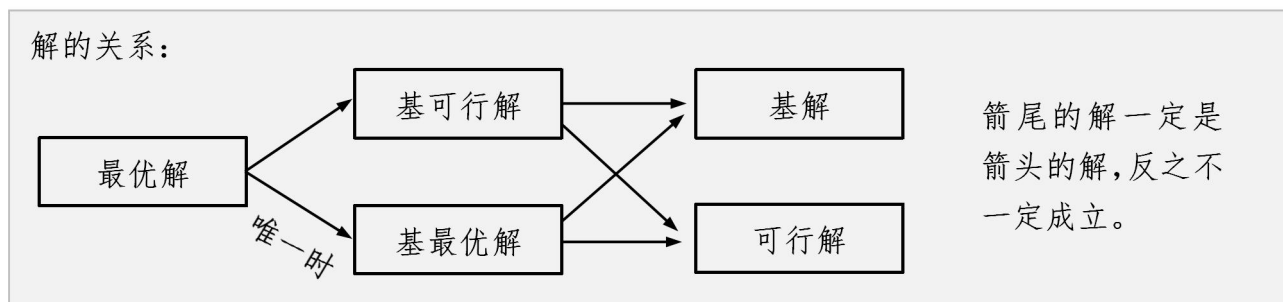 解的关系:
最优解
唯一时
基可行解
基最优解
基解
可行解
箭尾的解一定是
箭头的解,反之不
一定成立。